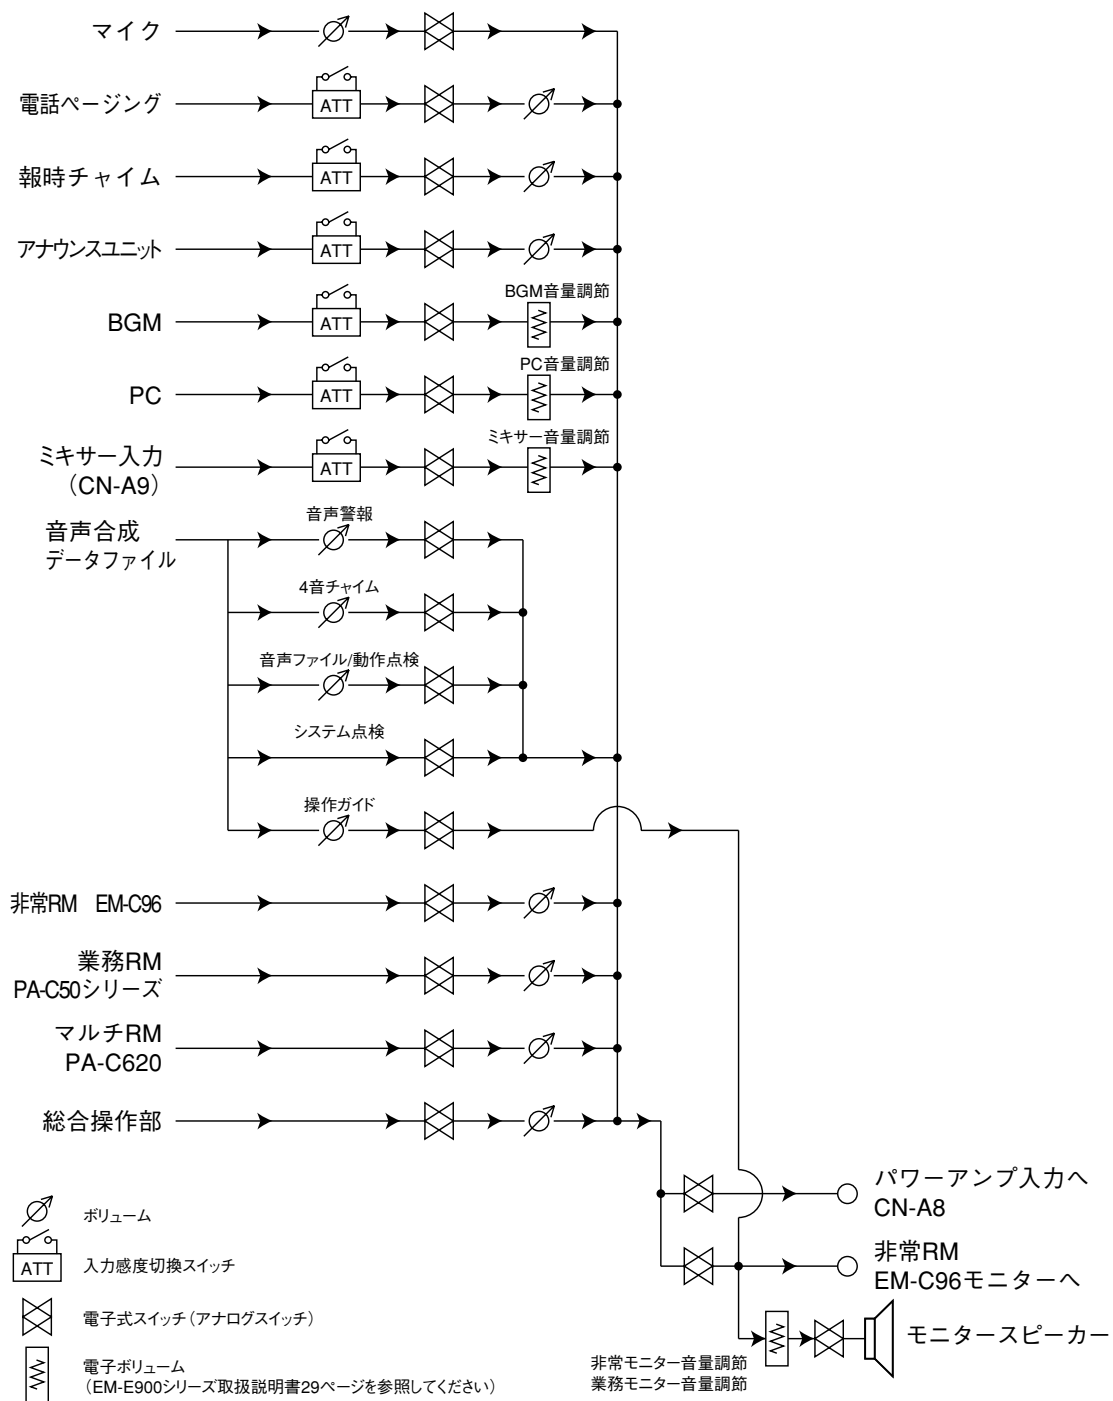 マイク
電話ページング
ATT
報時チャイム
ATT
アナウンスユニット
ATT
BGM
ATT
BGM音量調節
PC
ATT
PC音量調節
ミキサー入力
（CN-A9）
ATT
ミキサー音量調節
音声合成
データファイル
音声警報
4音チャイム
音声ファイル/動作点検
システム点検
操作ガイド
非常RM　EM-C96
業務RM
PA-C50シリーズ
マルチRM
PA-C620
総合操作部
パワーアンプ入力へ
CN-A8
非常RM
EM-C96モニターへ
モニタースピーカー
非常モニター音量調節
業務モニター音量調節
ボリューム
ATT
入力感度切換スイッチ
電子式スイッチ（アナログスイッチ）
電子ボリューム
（EM-E900シリーズ取扱説明書29ページを参照してください）